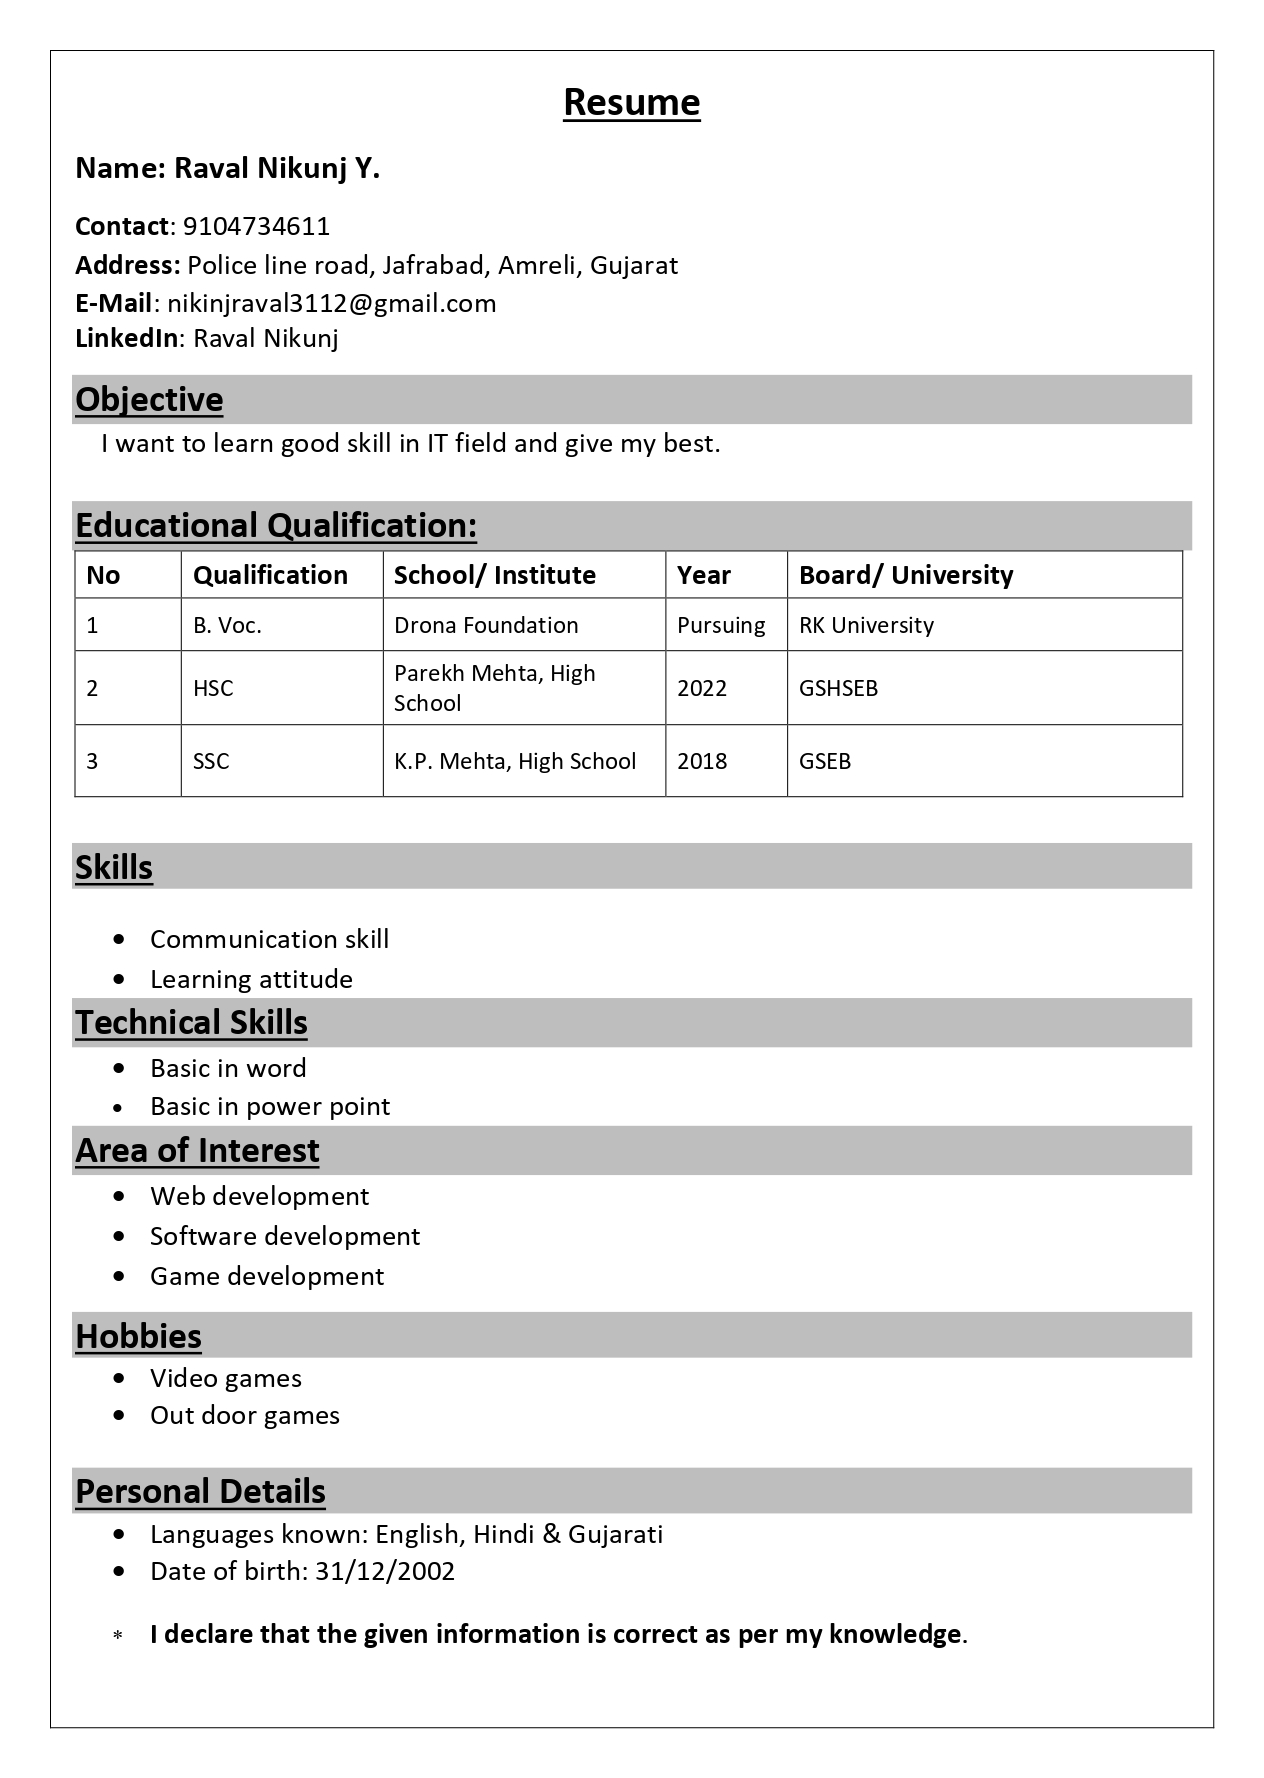 Resume
Name: Raval Nikunj Y.
Contact: 9104734611
Address: Police line road, Jafrabad, Amreli, Gujarat
E-Mail: nikinjraval3112@gmail.com
LinkedIn: Raval Nikunj
Objective
I want to learn good skill in IT field and give my best.
Educational Qualification:
No Qualification School/ Institute Year Board/ University
1 B. Voc. Drona Foundation Pursuing RK University
2 HSC Parekh Mehta, High School 2022 GSHSEB
3 SSC K.P. Mehta, High School 2018 GSEB
Skills
• Communication skill
• Learning attitude
Technical Skills
• Basic in word
• Basic in power point
Area of Interest
• Web development
• Software development
• Game development
Hobbies
• Video games
• Out door games
Personal Details
• Languages known: English, Hindi & Gujarati
• Date of birth: 31/12/2002
* I declare that the given information is correct as per my knowledge.